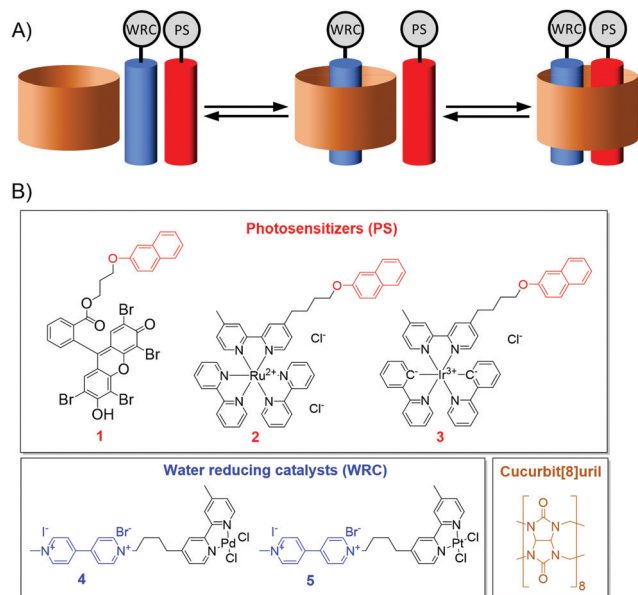 A)
WRC PS WRC PS WRC PS
B)
Photosensitizers (PS)
O
O O
Br O
O Br
Br Br
OH
1
O
Cl⁻
N N
Ru²⁺
N N
N N
Cl⁻
2
O
Cl⁻
N N
C⁻ Ir³⁺ C⁻
N N
3
Water reducing catalysts (WRC)
I⁻ Br⁻
N⁺ N⁺
N Cl
Pd
N Cl
4
I⁻ Br⁻
N⁺ N⁺
N Cl
Pt
N Cl
5
Cucurbit[8]uril
O
N N
N N
O
8